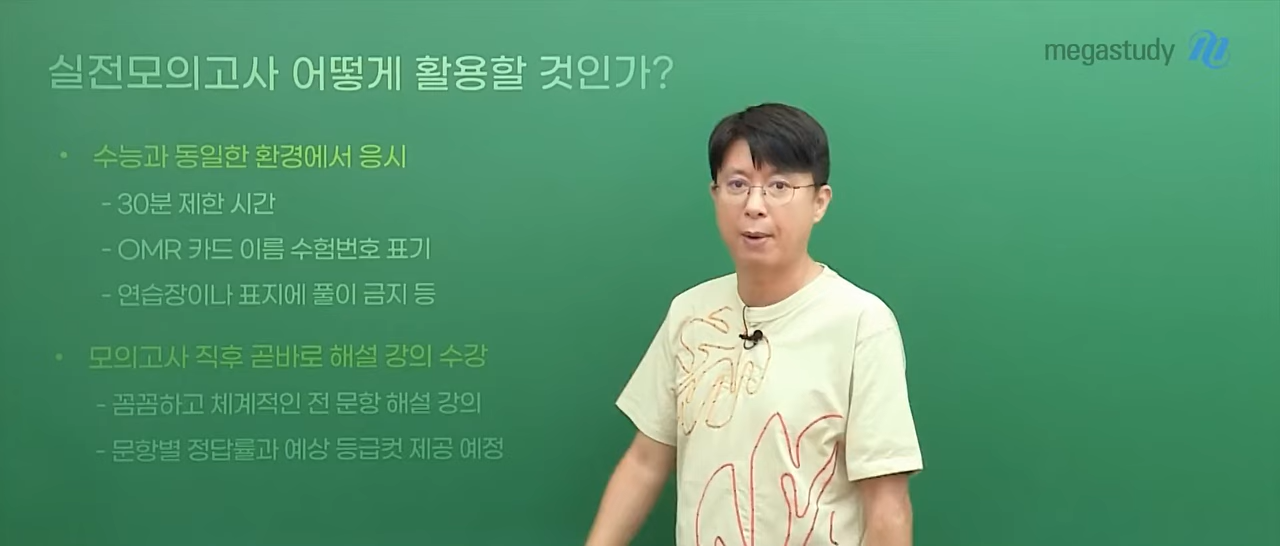 megastudy
실전모의고사 어떻게 활용할 것인가?
• 수능과 동일한 환경에서 응시
- 30분 제한 시간
- OMR 카드 이름 수험번호 표기
- 연습장이나 표지에 풀이 금지 등
• 모의고사 직후 곧바로 해설 강의 수강
- 꼼꼼하고 체계적인 전 문항 해설 강의
- 문항별 정답률과 예상 등급컷 제공 예정